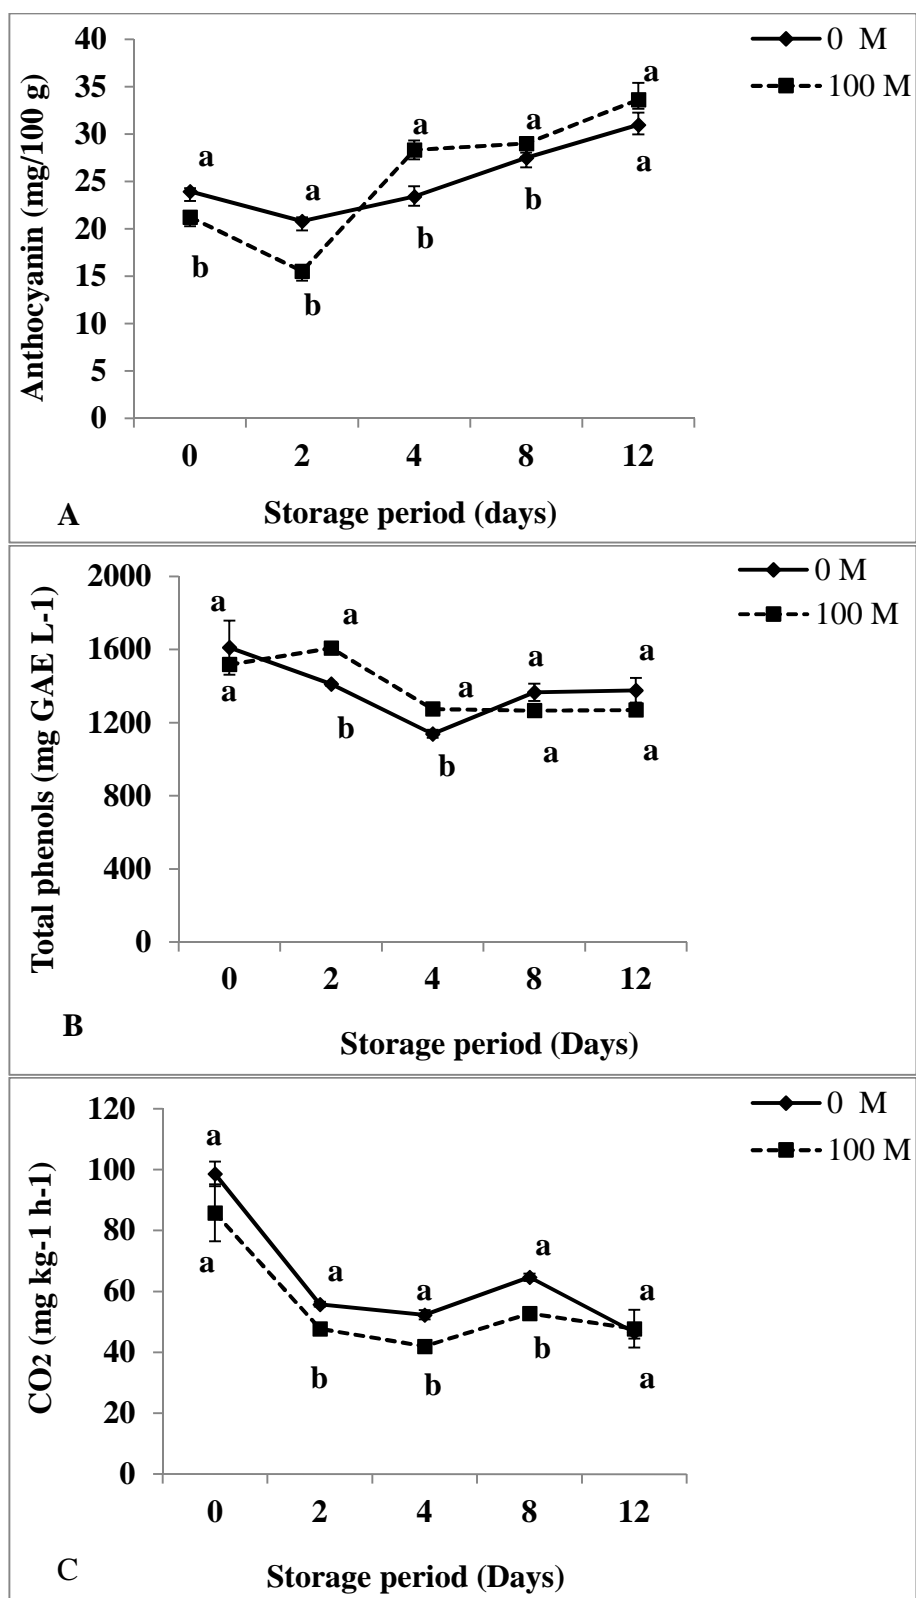 40
35
30
25
20
15
10
5
0
Anthocyanin (mg/100 g)
0 M
100 M
a
a
a
a
a
b
b
b
b
a
0 2 4 8 12
Storage period (days)
A
2000
1600
1200
800
400
0
Total phenols (mg GAE L-1)
0 M
100 M
a
a
a
a
a
a
b
b
a
a
0 2 4 8 12
Storage period (Days)
B
120
100
80
60
40
20
0
CO2 (mg kg-1 h-1)
0 M
100 M
a
a
a
a
a
a
b
b
b
a
0 2 4 8 12
Storage period (Days)
C